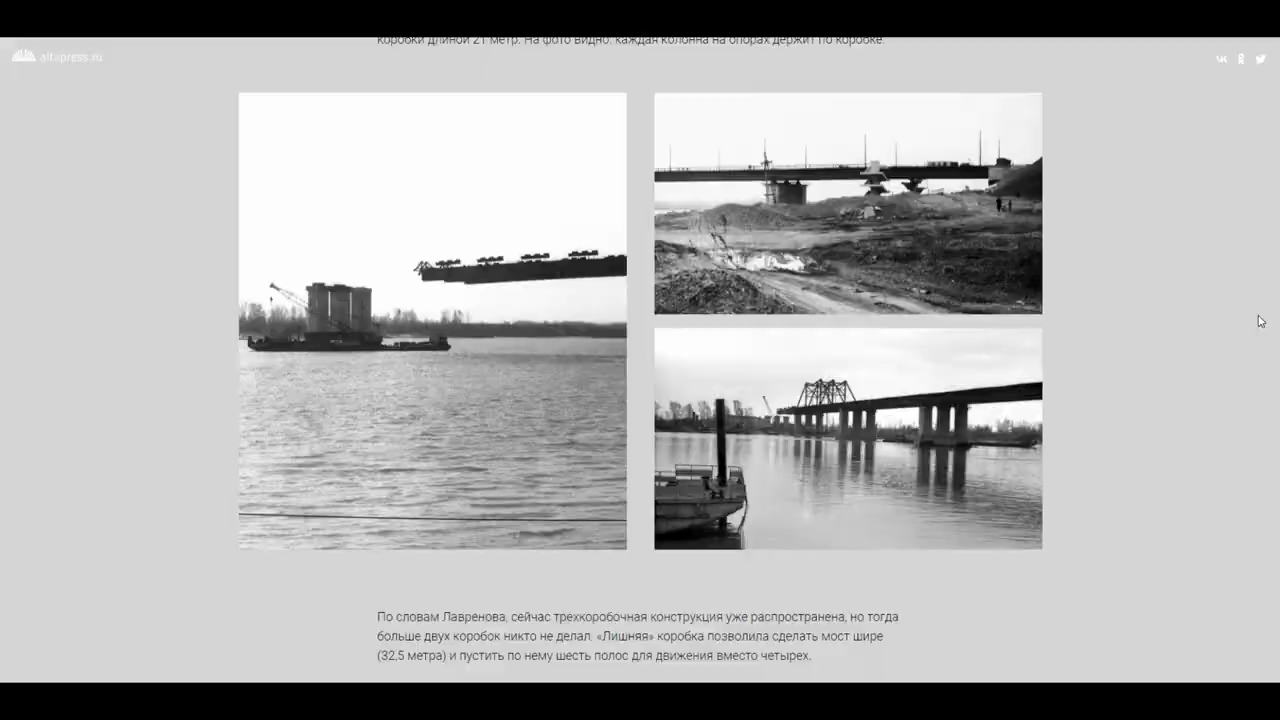 коробки длиной 21 метр. На фото видно: каждая колонна на опорах держит по коробке.
altapress.ru
По словам Лавренова, сейчас трехкоробочная конструкция уже распространена, но тогда
больше двух коробок никто не делал. «Лишняя» коробка позволила сделать мост шире
(32,5 метра) и пустить по нему шесть полос для движения вместо четырех.